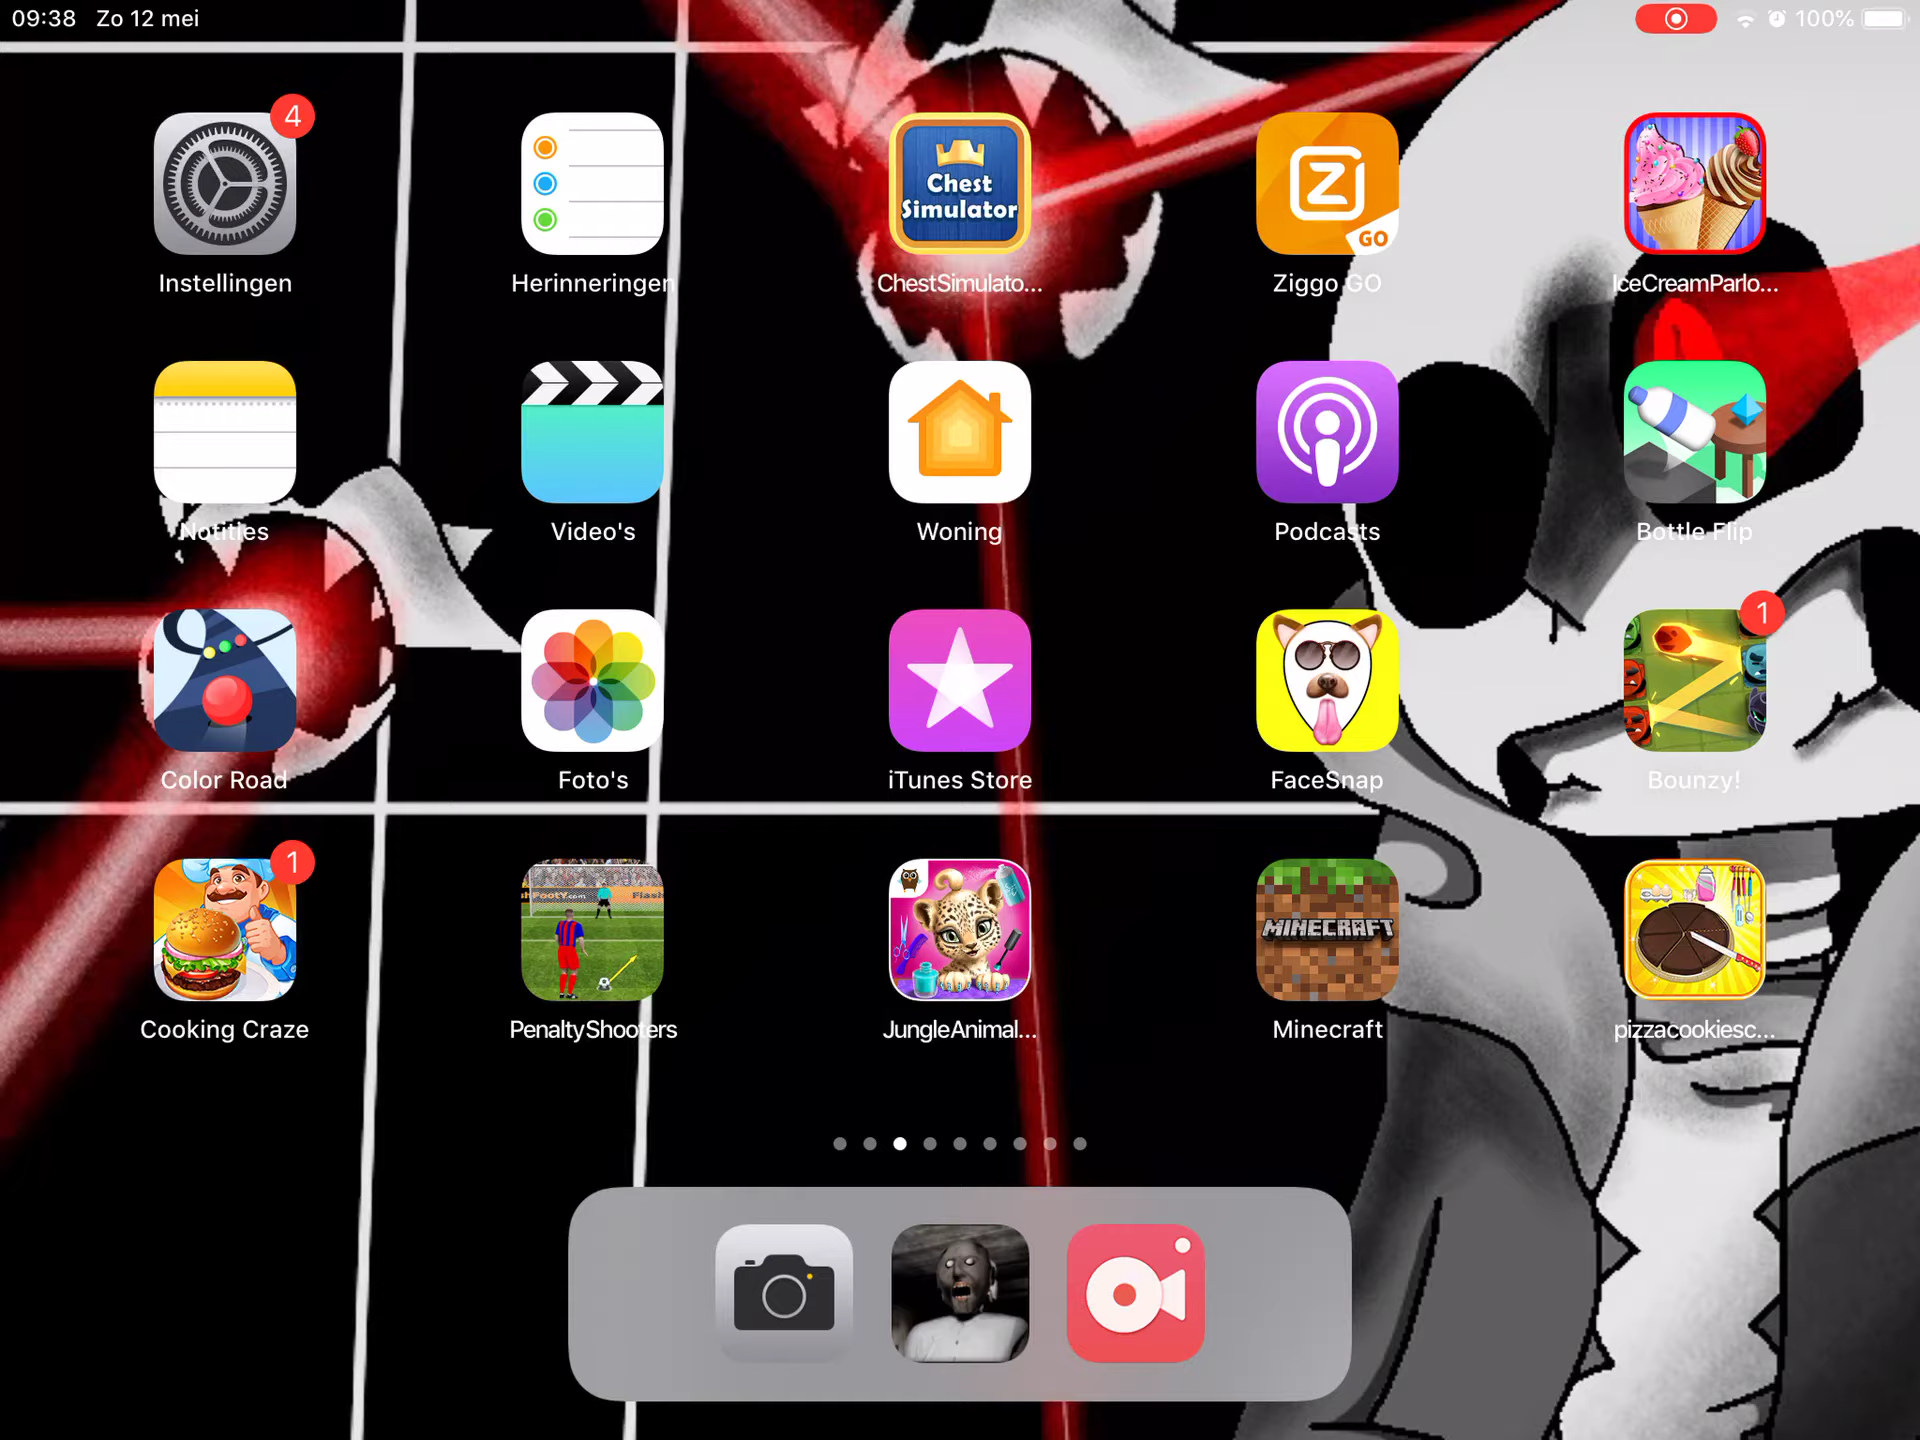 09:38 Zo 12 mei
100%
4
Chest
Simulator
GO
Instellingen
Herinneringen
ChestSimulato...
Ziggo GO
IceCreamParlo...
Notities
Video's
Woning
Podcasts
Bottle Flip
1
Color Road
Foto's
iTunes Store
FaceSnap
Bounzy!
1
MINECRAFT
Cooking Craze
PenaltyShooters
JungleAnimal...
Minecraft
pizzacookiesc...